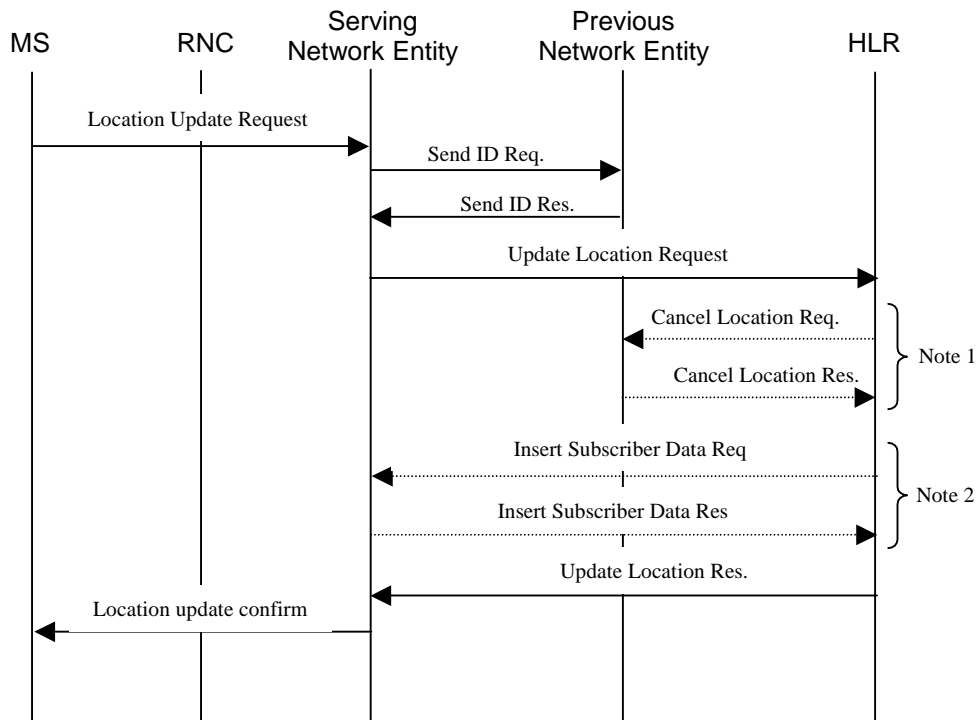 MS
RNC
Serving
Network Entity
Previous
Network Entity
HLR
Location Update Request
Send ID Req.
Send ID Res.
Update Location Request
Cancel Location Req.
Note 1
Cancel Location Res.
Insert Subscriber Data Req
Note 2
Insert Subscriber Data Res
Update Location Res.
Location update confirm